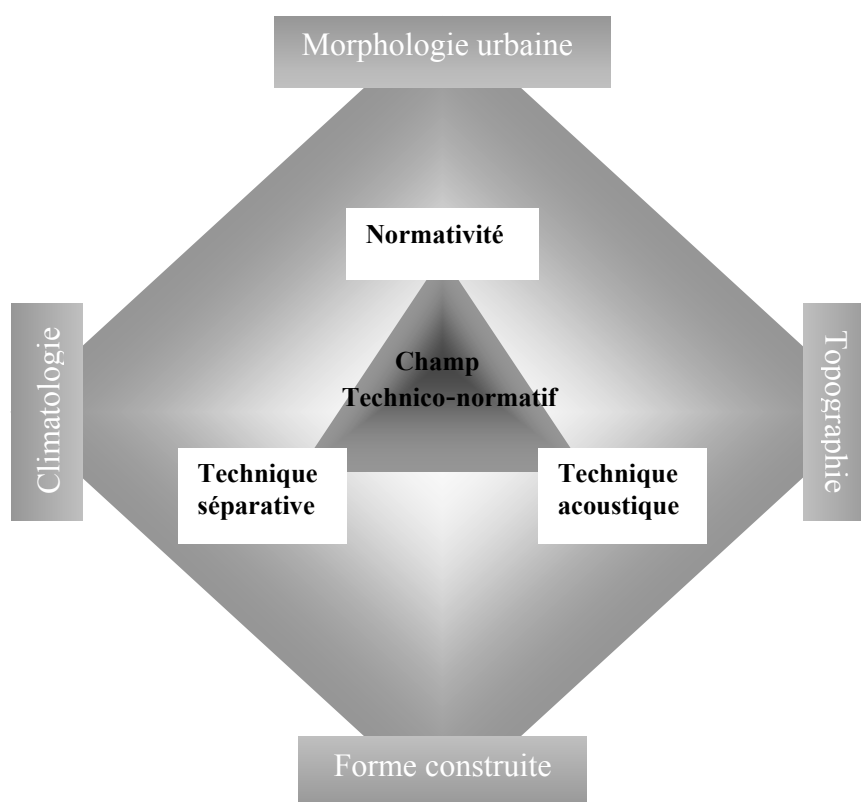 Morphologie urbaine
Normativité
Climatologie
Topographie
Champ
Technico-normatif
Technique
séparative
Technique
acoustique
Forme construite